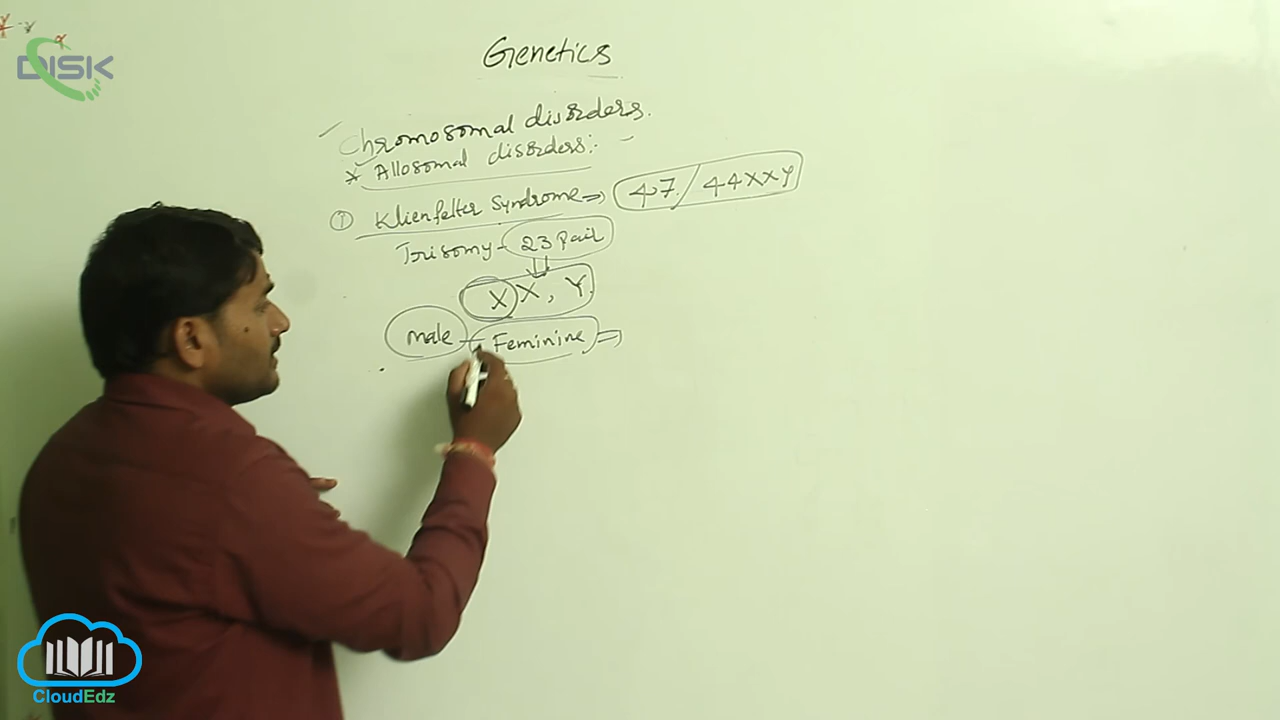 Genetics
DISK
Chromosomal disorders.
* Allosomal disorders:-
① Klienfelter Syndrome => 47/44XXY
Trisomy - 23 pair
X X, Y.
male - Feminine =>
CloudEdz